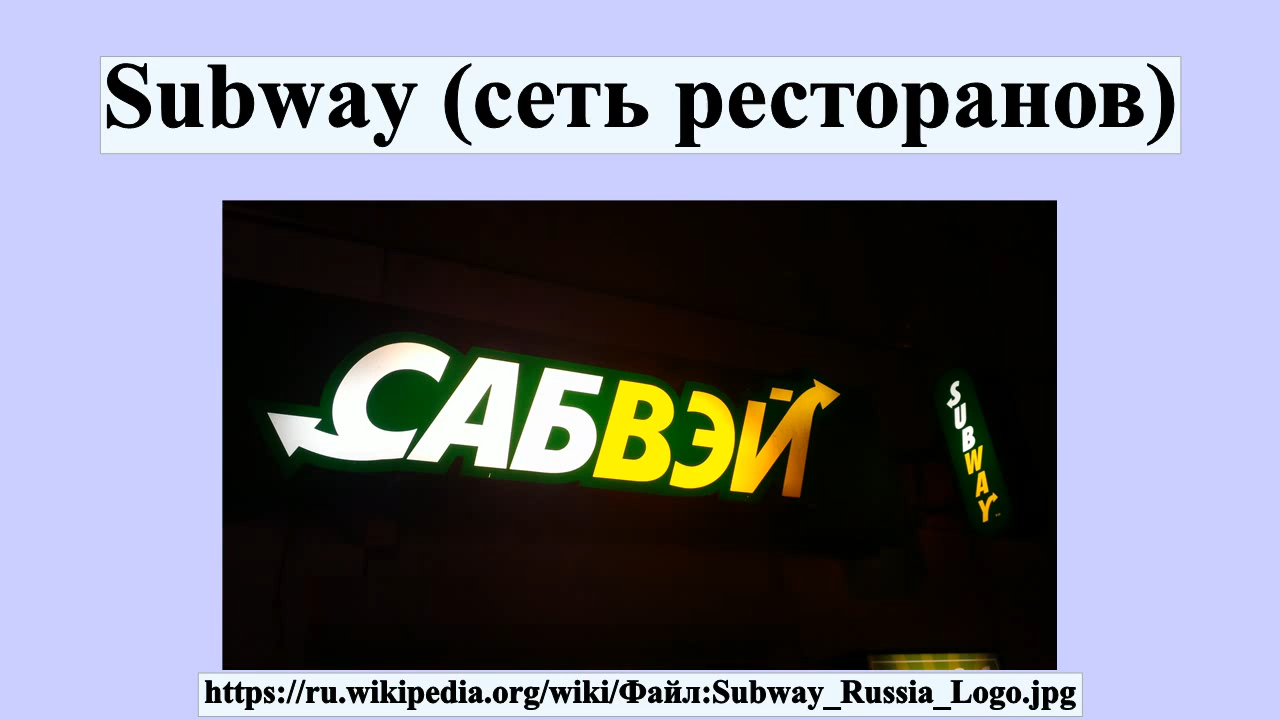 Subway (сеть ресторанов)
САБВЭЙ
SUBWAY
https://ru.wikipedia.org/wiki/Файл:Subway_Russia_Logo.jpg